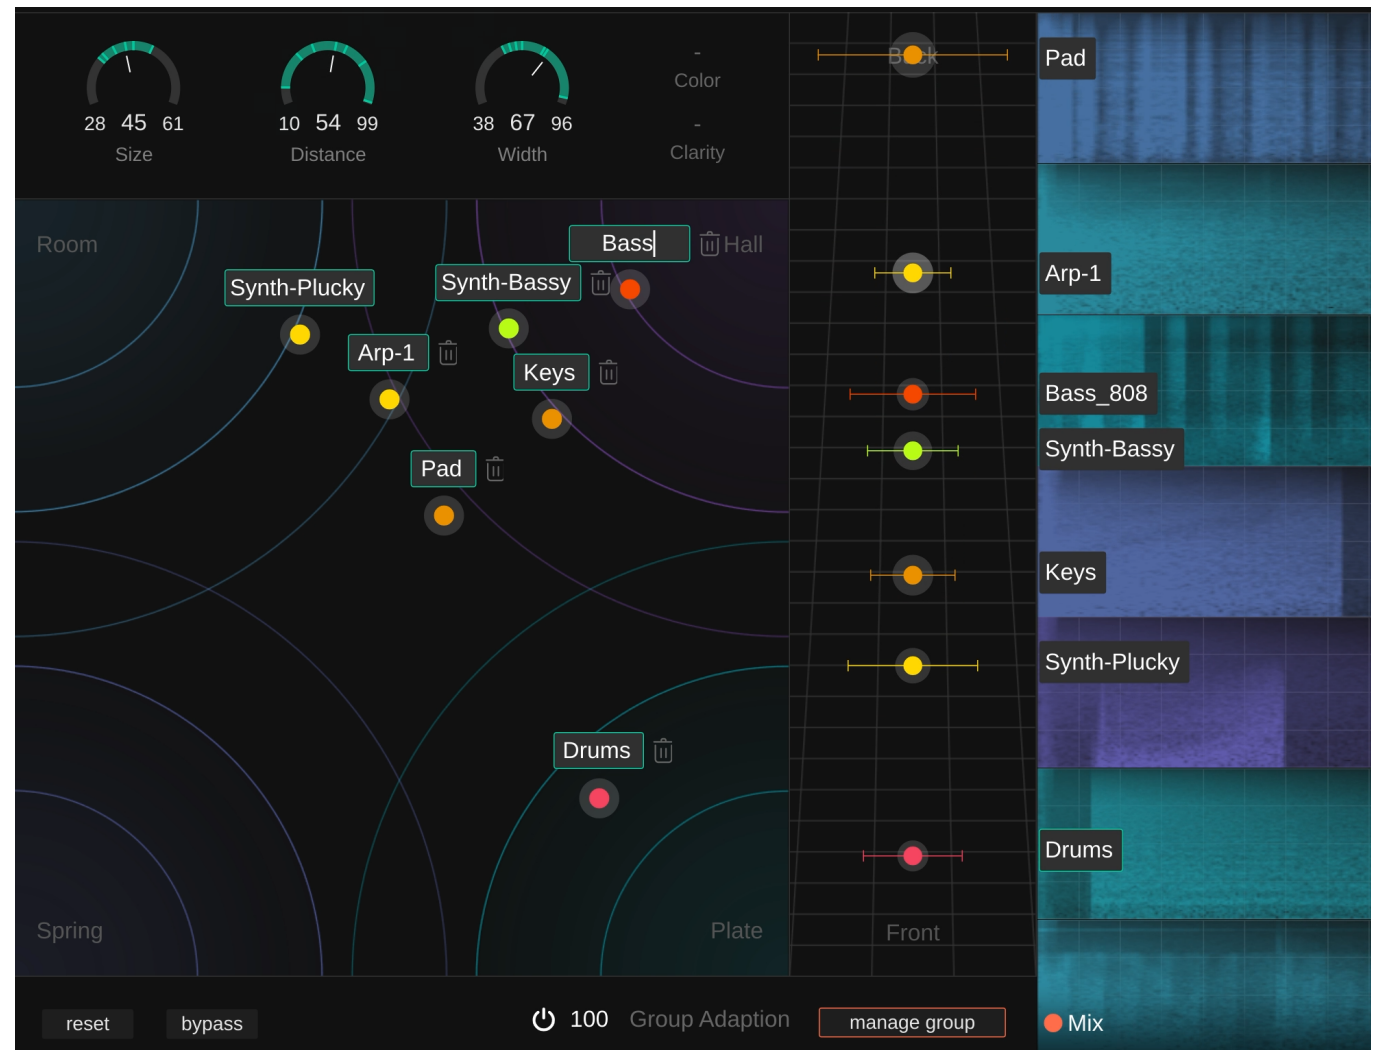 28 45 61
Size
10 54 99
Distance
38 67 96
Width
-
Color
-
Clarity
Room
Hall
Bass
Synth-Bassy
Synth-Plucky
Arp-1
Keys
Pad
Drums
Spring
Plate
Back
Front
Pad
Arp-1
Bass_808
Synth-Bassy
Keys
Synth-Plucky
Drums
Mix
reset
bypass
100 Group Adaption
manage group